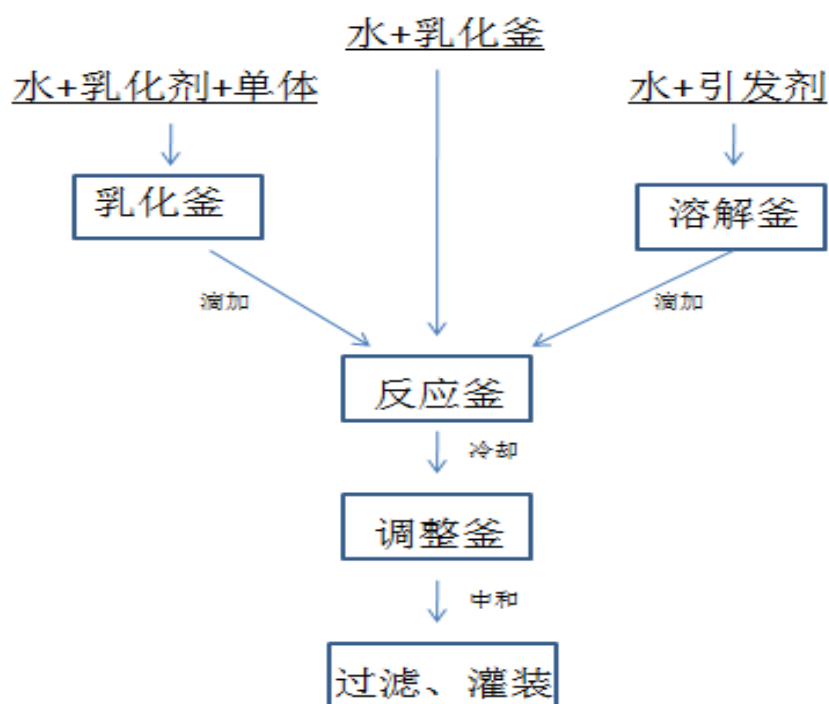 水+乳化釜
水+乳化剂+单体
水+引发剂
乳化釜
溶解釜
滴加
滴加
反应釜
冷却
调整釜
中和
过滤、灌装